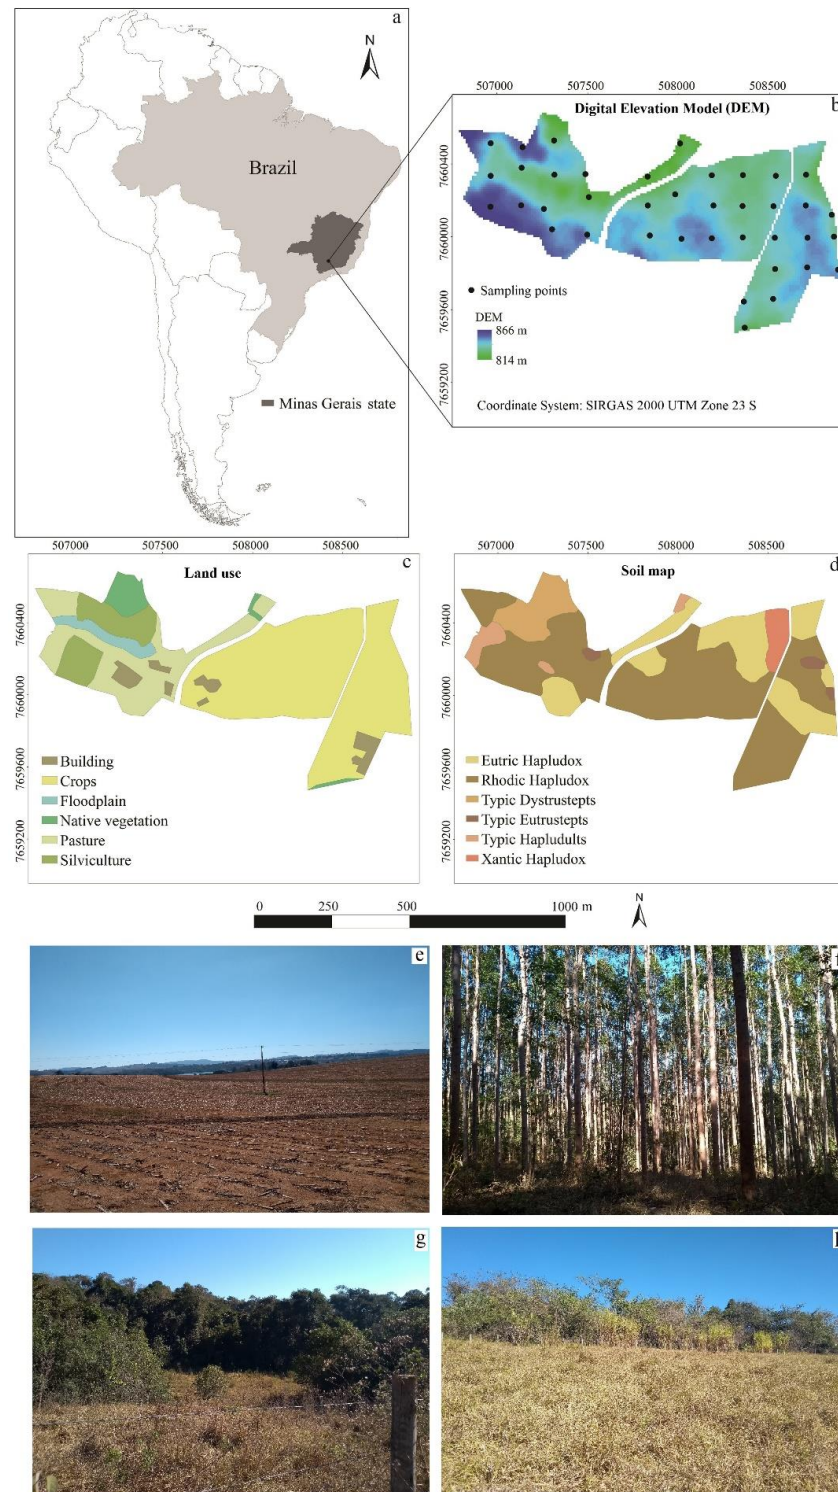 a
N
Brazil
Minas Gerais state
507000 507500 508000 508500
b
Digital Elevation Model (DEM)
7660400
7660000
7659600
7659200
Sampling points
DEM
866 m
814 m
Coordinate System: SIRGAS 2000 UTM Zone 23 S
507000 507500 508000 508500
c
Land use
7660400
7660000
7659600
7659200
Building
Crops
Floodplain
Native vegetation
Pasture
Silviculture
507000 507500 508000 508500
d
Soil map
7660400
7660000
7659600
7659200
Eutric Hapludox
Rhodic Hapludox
Typic Dystrustepts
Typic Eutrustepts
Typic Hapludults
Xantic Hapludox
0 250 500 1000 m
N
e
g